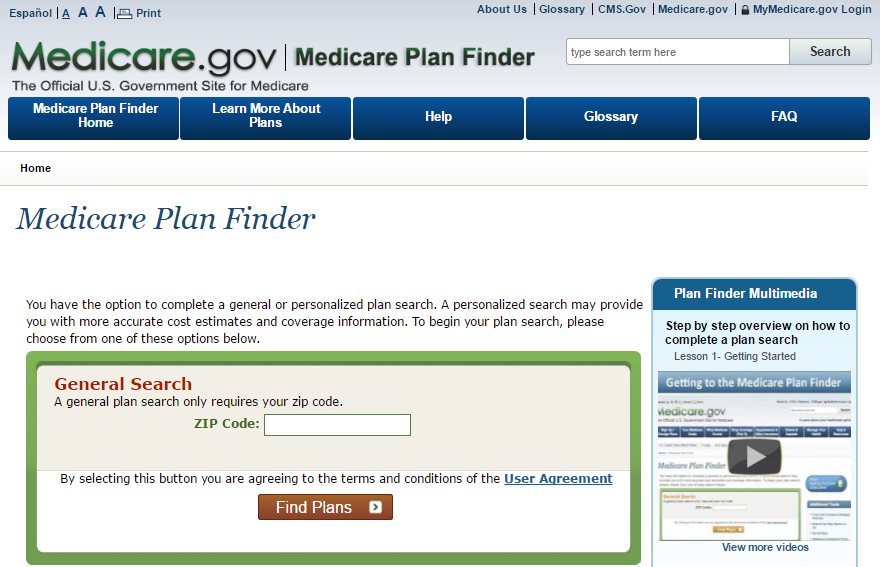 Español A A A Print
About Us Glossary CMS.Gov Medicare.gov MyMedicare.gov Login
Medicare.gov Medicare Plan Finder
The Official U.S. Government Site for Medicare
type search term here Search
Medicare Plan Finder
Home
Learn More About
Plans
Help
Glossary
FAQ
Home
Medicare Plan Finder
You have the option to complete a general or personalized plan search. A personalized search may provide
you with more accurate cost estimates and coverage information. To begin your plan search, please
choose from one of these options below.
General Search
A general plan search only requires your zip code.
ZIP Code:
By selecting this button you are agreeing to the terms and conditions of the User Agreement
Find Plans
Plan Finder Multimedia
Step by step overview on how to
complete a plan search
Lesson 1- Getting Started
Getting to the Medicare Plan Finder
Medicare.gov
Medicare Plan Finder
General Search
ZIP Code:
Find Plans
View more videos